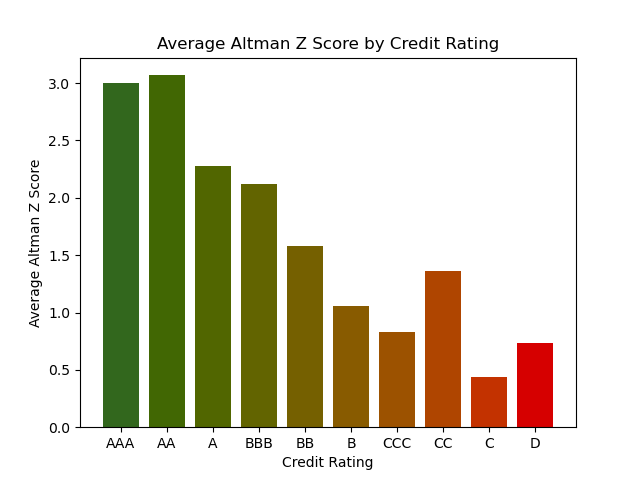 Average Altman Z Score by Credit Rating
3.0
2.5
2.0
1.5
1.0
0.5
0.0
Average Altman Z Score
AAA AA A BBB BB B CCC CC C D
Credit Rating